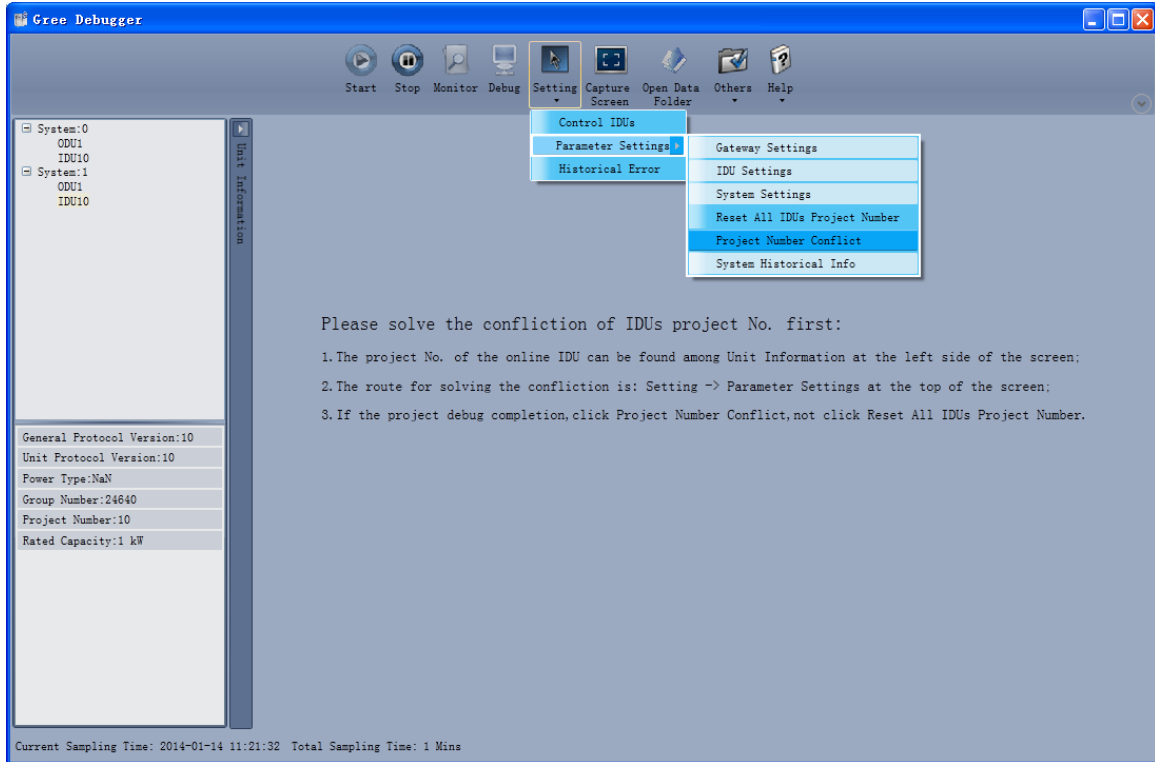 Gree Debugger
Start Stop Monitor Debug Setting Capture Screen Open Data Folder Others Help
System:0
ODU1
IDU10
System:1
ODU1
IDU10
Unit Information
Control IDUs
Parameter Settings
Historical Error
Gateway Settings
IDU Settings
System Settings
Reset All IDUs Project Number
Project Number Conflict
System Historical Info
Please solve the confliction of IDUs project No. first:
1.The project No. of the online IDU can be found among Unit Information at the left side of the screen;
2.The route for solving the confliction is: Setting -> Parameter Settings at the top of the screen;
3.If the project debug completion,click Project Number Conflict,not click Reset All IDUs Project Number.
General Protocol Version:10
Unit Protocol Version:10
Power Type:NaN
Group Number:24640
Project Number:10
Rated Capacity:1 kW
Current Sampling Time: 2014-01-14 11:21:32 Total Sampling Time: 1 Mins